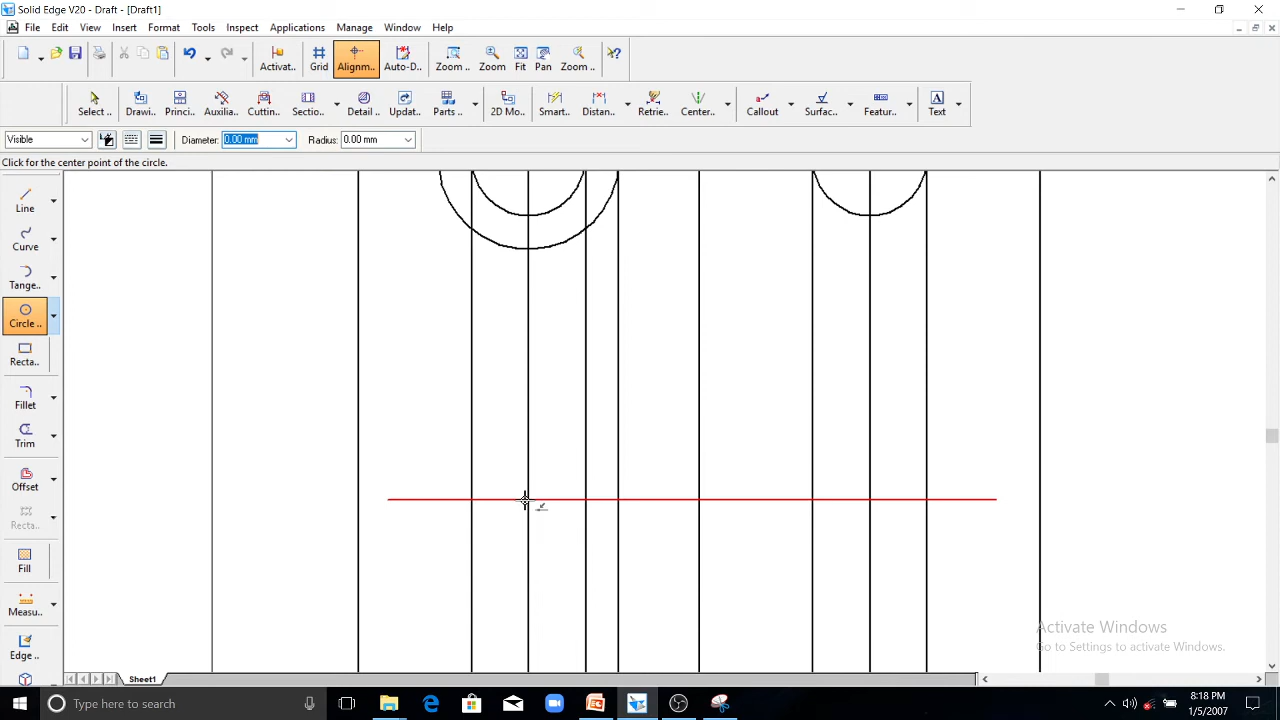 Solid Edge V20 - Draft - [Draft1]
File Edit View Insert Format Tools Inspect Applications Manage Window Help
Activat.. Grid Alignm.. Auto-D.. Zoom .. Zoom Fit Pan Zoom ..
Select .. Drawi.. Princi.. Auxilia.. Cuttin.. Sectio.. Detail .. Updat.. Parts .. 2D Mo.. Smart.. Distan.. Retrie.. Center.. Callout Surfac.. Featur.. Text
Visible Diameter: 0.00 mm Radius: 0.00 mm
Click for the center point of the circle.
Line
Curve
Tange..
Circle ..
Recta..
Fillet
Trim
Offset
Recta..
Fill
Measu..
Edge ..
Activate Windows
Go to Settings to activate Windows.
Sheet1
Type here to search
8:18 PM
1/5/2007